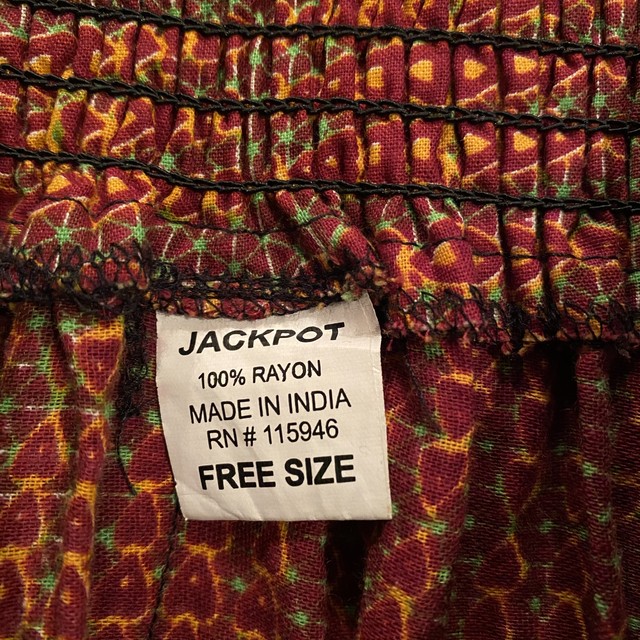 JACKPOT
100% RAYON
MADE IN INDIA
RN # 115946
FREE SIZE